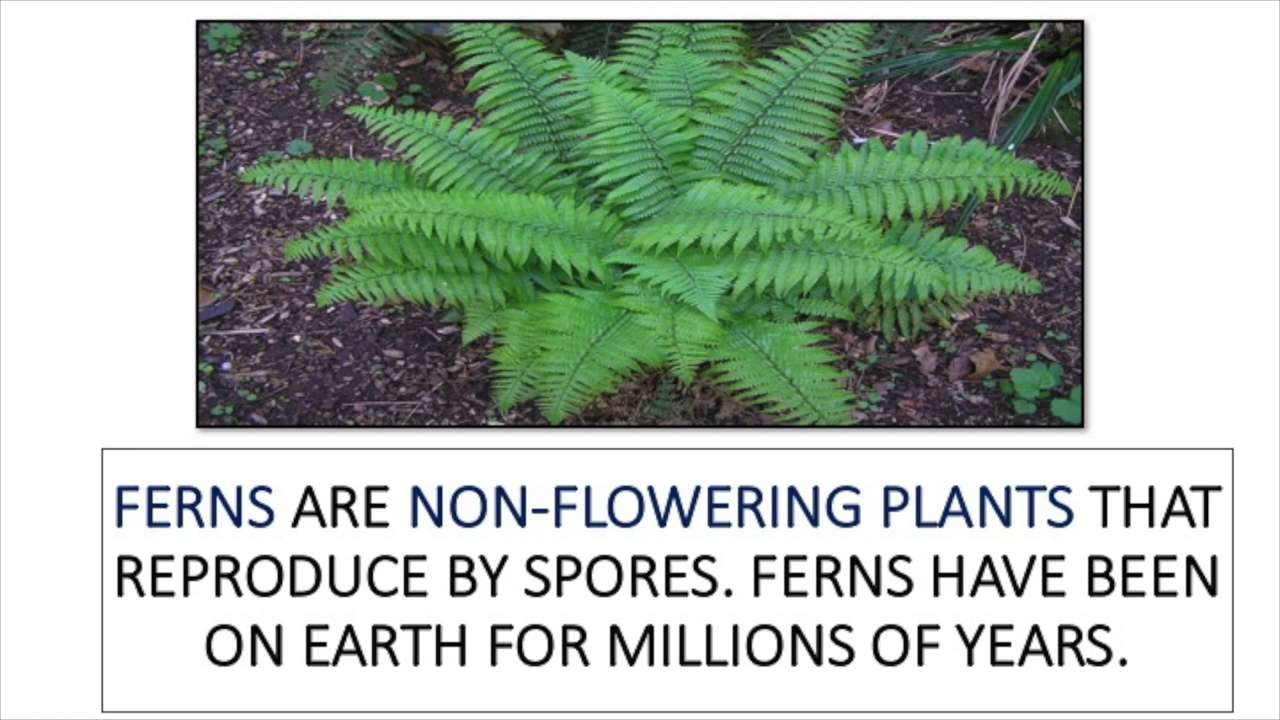 FERNS ARE NON-FLOWERING PLANTS THAT
REPRODUCE BY SPORES. FERNS HAVE BEEN
ON EARTH FOR MILLIONS OF YEARS.